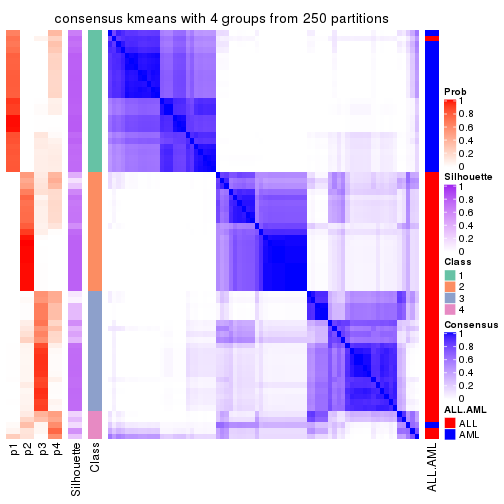 consensus kmeans with 4 groups from 250 partitions
Prob
1
0.8
0.6
0.4
0.2
0
Silhouette
1
0.8
0.6
0.4
0.2
0
Class
1
2
3
4
Consensus
1
0.8
0.6
0.4
0.2
0
ALL.AML
ALL
AML
p1
p2
p3
p4
Silhouette
Class
ALL.AML